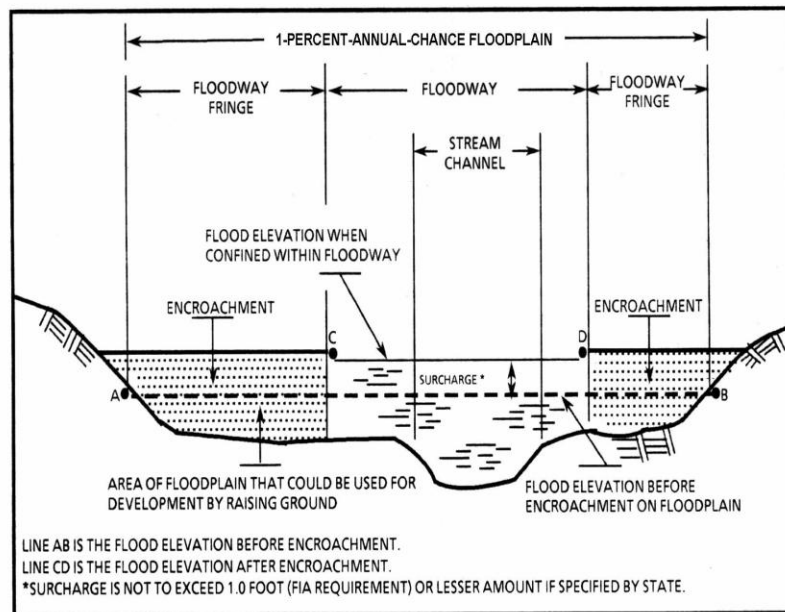 1-PERCENT-ANNUAL-CHANCE FLOODPLAIN
FLOODWAY
FRINGE
FLOODWAY
FLOODWAY
FRINGE
STREAM
CHANNEL
FLOOD ELEVATION WHEN
CONFINED WITHIN FLOODWAY
ENCROACHMENT
ENCROACHMENT
C
D
SURCHARGE *
A
B
AREA OF FLOODPLAIN THAT COULD BE USED FOR
DEVELOPMENT BY RAISING GROUND
FLOOD ELEVATION BEFORE
ENCROACHMENT ON FLOODPLAIN
LINE AB IS THE FLOOD ELEVATION BEFORE ENCROACHMENT.
LINE CD IS THE FLOOD ELEVATION AFTER ENCROACHMENT.
*SURCHARGE IS NOT TO EXCEED 1.0 FOOT (FIA REQUIREMENT) OR LESSER AMOUNT IF SPECIFIED BY STATE.